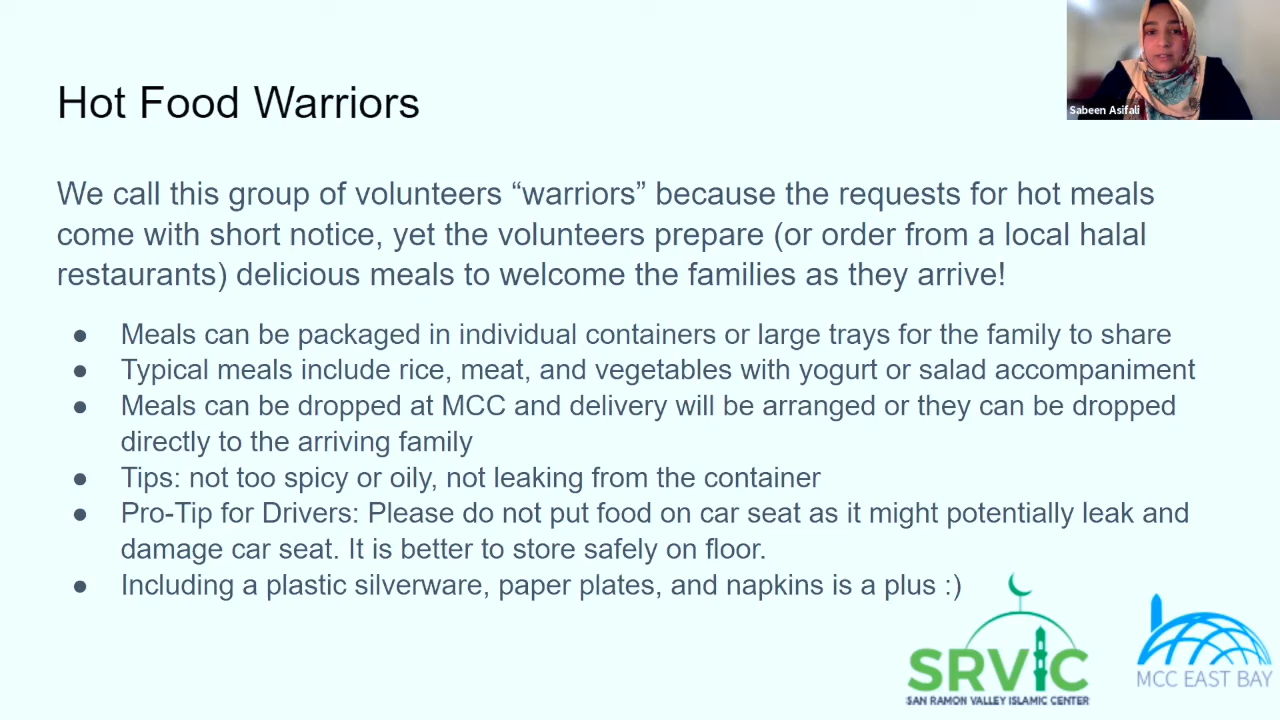 Hot Food Warriors
Sabeen Asifali
We call this group of volunteers “warriors” because the requests for hot meals
come with short notice, yet the volunteers prepare (or order from a local halal
restaurants) delicious meals to welcome the families as they arrive!
● Meals can be packaged in individual containers or large trays for the family to share
● Typical meals include rice, meat, and vegetables with yogurt or salad accompaniment
● Meals can be dropped at MCC and delivery will be arranged or they can be dropped
directly to the arriving family
● Tips: not too spicy or oily, not leaking from the container
● Pro-Tip for Drivers: Please do not put food on car seat as it might potentially leak and
damage car seat. It is better to store safely on floor.
● Including a plastic silverware, paper plates, and napkins is a plus :)
SRVIC
SAN RAMON VALLEY ISLAMIC CENTER
MCC EAST BAY